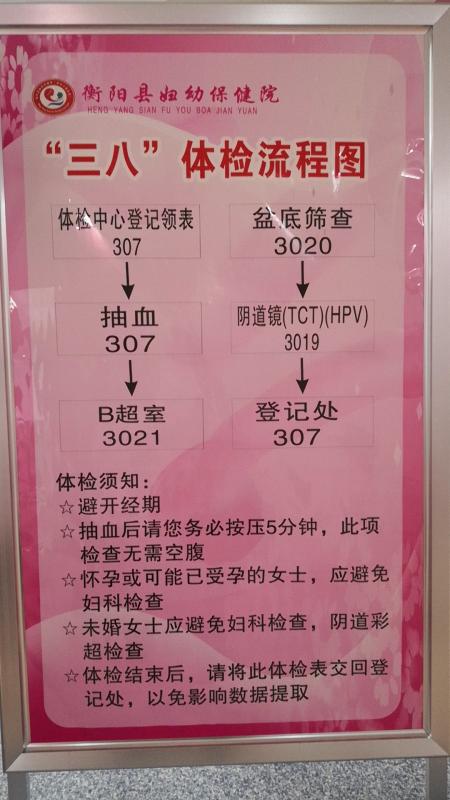 衡阳县妇幼保健院
HENG YANG SIAN FU YOU BOA JIAN YUAN
“三八”体检流程图
体检中心登记领表
307
抽血
307
B超室
3021
盆底筛查
3020
阴道镜(TCT)(HPV)
3019
登记处
307
体检须知：
☆避开经期
☆抽血后请您务必按压5分钟，此项
检查无需空腹
☆怀孕或可能已受孕的女士，应避免
妇科检查
☆未婚女士应避免妇科检查，阴道彩
超检查
☆体检结束后，请将此体检表交回登
记处，以免影响数据提取